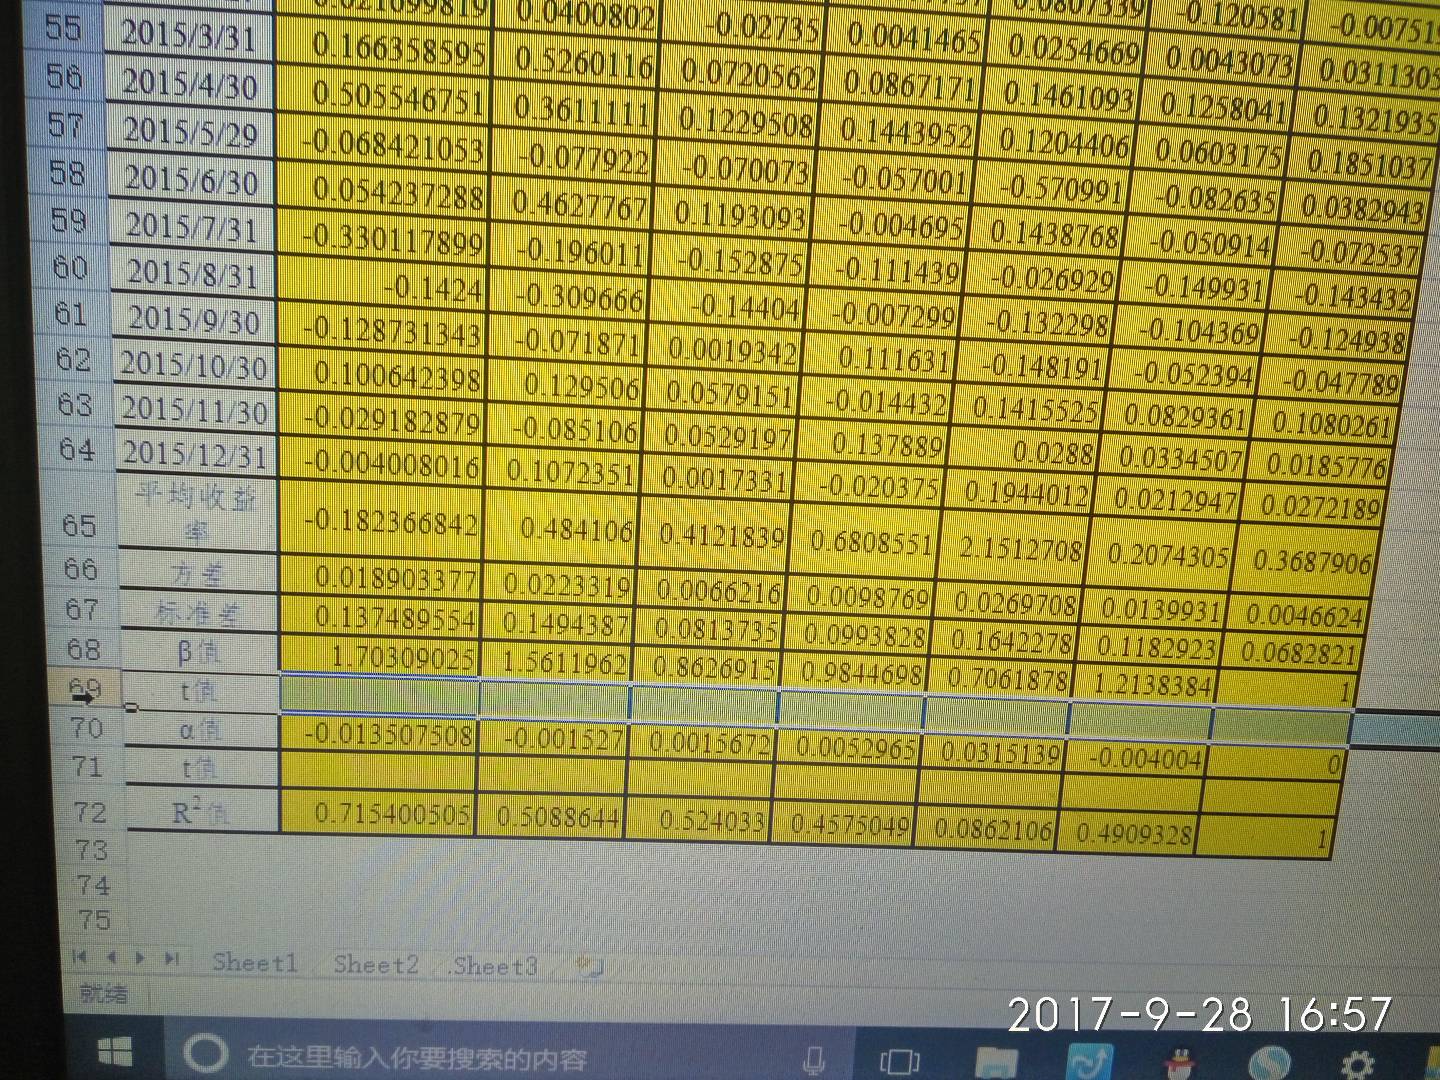 0.021099819 0.0400802 -0.02735 0.0807339 -0.120581 -0.00751
55 2015/3/31 0.166358595 0.5260116 0.0720562 0.0041465 0.0254669 0.0043073 0.0311305
56 2015/4/30 0.505546751 0.3611111 0.1229508 0.0867171 0.1461093 0.1258041 0.1321935
57 2015/5/29 -0.068421053 -0.077922 -0.070073 0.1443952 0.1204406 0.0603175 0.1851037
58 2015/6/30 0.054237288 0.4627767 0.1193093 -0.057001 -0.570991 -0.082635 0.0382943
59 2015/7/31 -0.330117899 -0.196011 -0.152875 -0.004695 0.1438768 -0.050914 -0.072537
60 2015/8/31 -0.1424 -0.309666 -0.14404 -0.111439 -0.026929 -0.149931 -0.143432
61 2015/9/30 -0.128731343 -0.071871 0.0019342 -0.007299 -0.132298 -0.104369 -0.124938
62 2015/10/30 0.100642398 0.129506 0.0579151 0.111631 -0.148191 -0.052394 -0.047789
63 2015/11/30 -0.029182879 -0.085106 0.0529197 -0.014432 0.1415525 0.0829361 0.1080261
64 2015/12/31 -0.004008016 0.1072351 0.0017331 0.137889 0.0288 0.0334507 0.0185776
-0.020375 0.1944012 0.0212947 0.0272189
65 平均收益率 -0.182366842 0.484106 0.4121839 0.6808551 2.1512708 0.2074305 0.3687906
66 方差 0.018903377 0.0223319 0.0066216 0.0098769 0.0269708 0.0139931 0.0046624
67 标准差 0.137489554 0.1494387 0.0813735 0.0993828 0.1642278 0.1182923 0.0682821
68 β值 1.70309025 1.5611962 0.8626915 0.9844698 0.7061878 1.2138384 1
69 t值
70 α值 -0.013507508 -0.001527 0.0015672 0.0052965 0.0315139 -0.004004 0
71 t值
72 R²值 0.715400505 0.5088644 0.524033 0.4575049 0.0862106 0.4909328 1
73
74
75
Sheet1 Sheet2 Sheet3
就绪
2017-9-28 16:57
在这里输入你要搜索的内容